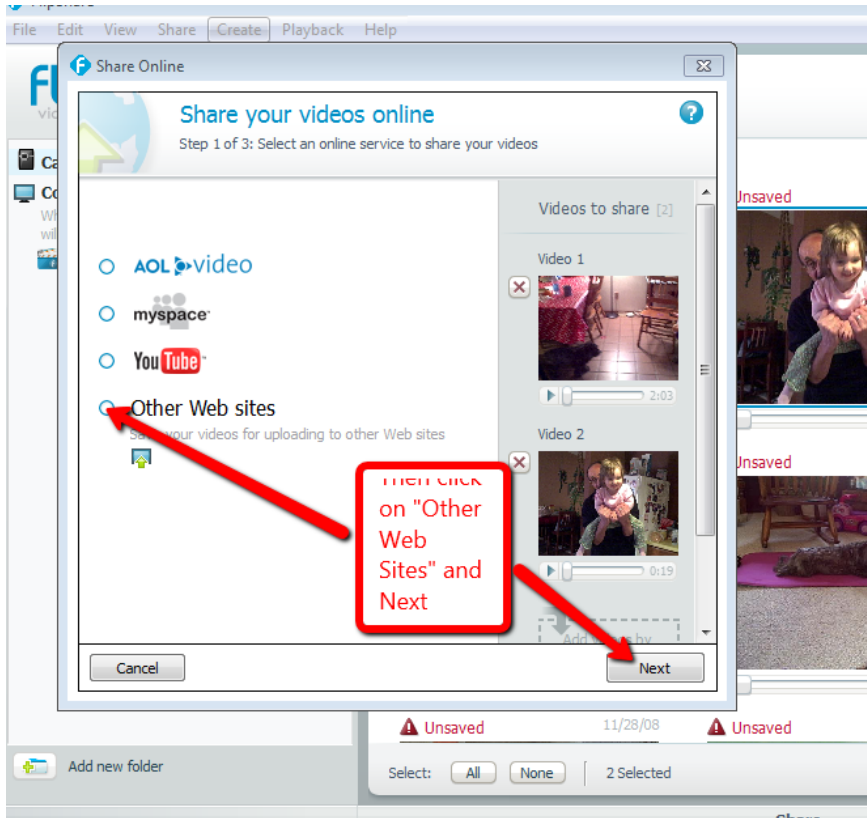 File Edit View Share Create Playback Help
Share Online
Share your videos online
Step 1 of 3: Select an online service to share your videos
Videos to share [2]
Unsaved
Video 1
AOL video
myspace
YouTube
2:03
Other Web sites
your videos for uploading to other Web sites
Video 2
Unsaved
Then click
on "Other
Web
Sites" and
Next
0:19
Add videos by
Cancel
Next
Unsaved
11/28/08
Unsaved
Add new folder
Select:
All
None
2 Selected